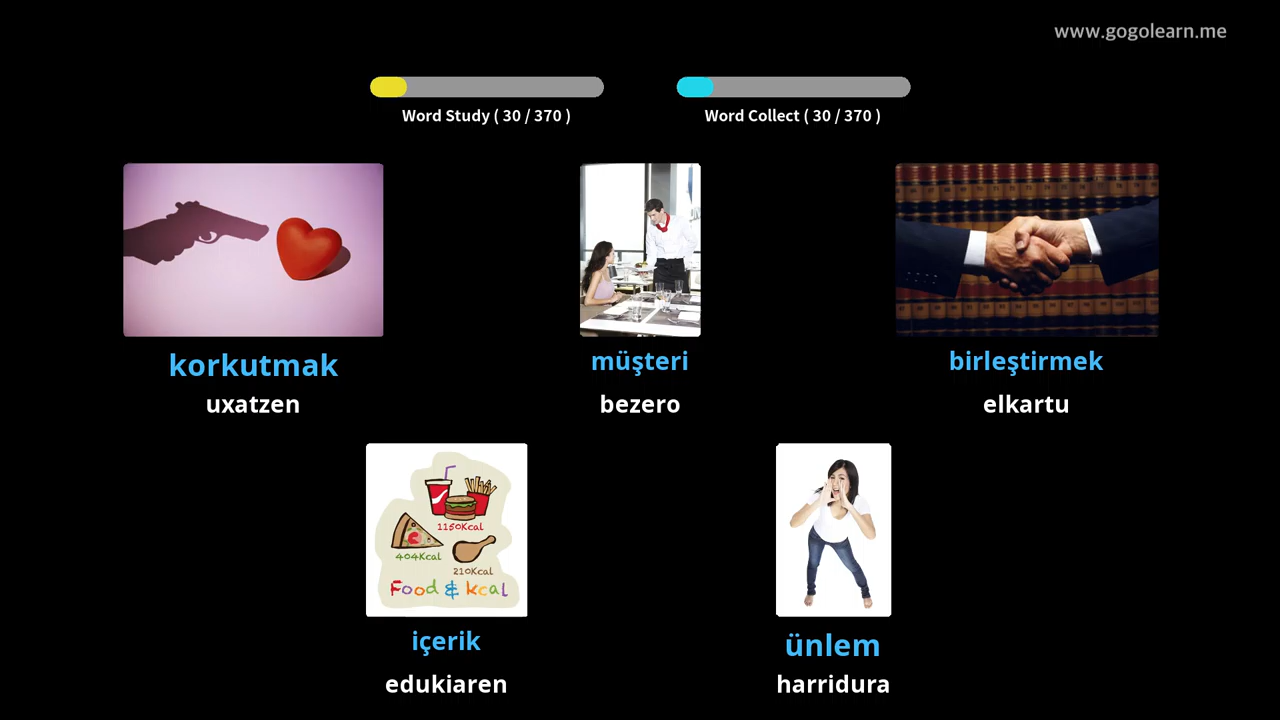 www.gogolearn.me
Word Study ( 30 / 370 )
Word Collect ( 30 / 370 )
korkutmak
uxatzen
müşteri
bezero
birleştirmek
elkartu
1150Kcal
404Kcal
210Kcal
Food & kcal
içerik
edukiaren
ünlem
harridura